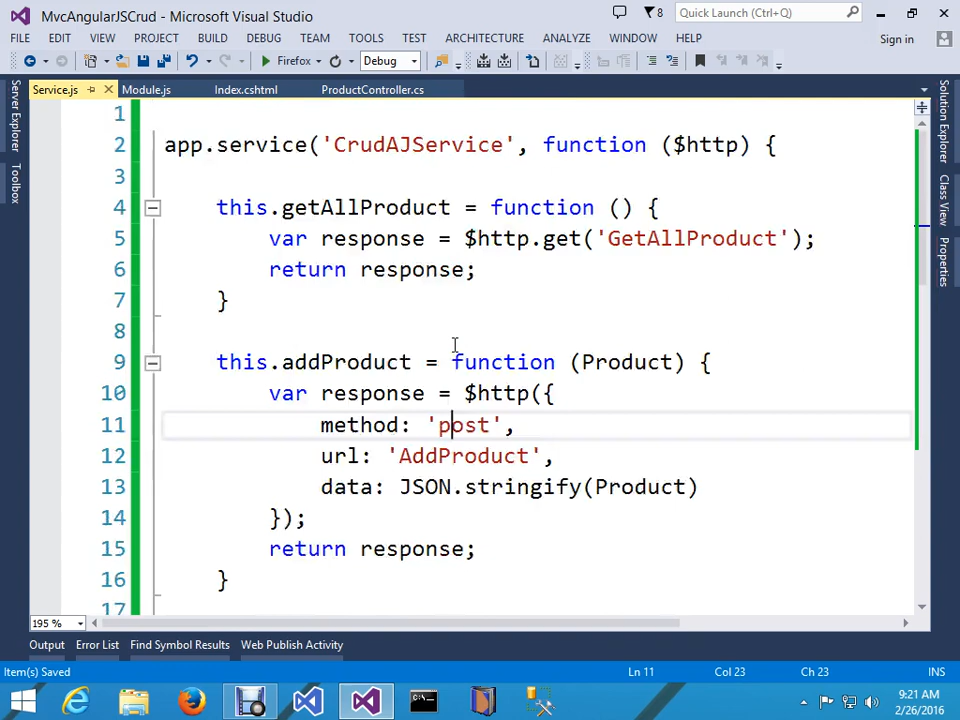 MvcAngularJSCrud - Microsoft Visual Studio
8
Quick Launch (Ctrl+Q)
FILE EDIT VIEW PROJECT BUILD DEBUG TEAM TOOLS TEST ARCHITECTURE ANALYZE WINDOW HELP
Sign in
Firefox
Debug
Service.js
Module.js
Index.cshtml
ProductController.cs
Server Explorer
Toolbox
Solution Explorer
Class View
Properties
1
2 app.service('CrudAJService', function ($http) {
3
4 this.getAllProduct = function () {
5 var response = $http.get('GetAllProduct');
6 return response;
7 }
8
9 this.addProduct = function (Product) {
10 var response = $http({
11 method: 'post',
12 url: 'AddProduct',
13 data: JSON.stringify(Product)
14 });
15 return response;
16 }
17
195 %
Output Error List Find Symbol Results Web Publish Activity
Item(s) Saved
Ln 11
Col 23
Ch 23
INS
9:21 AM
2/26/2016